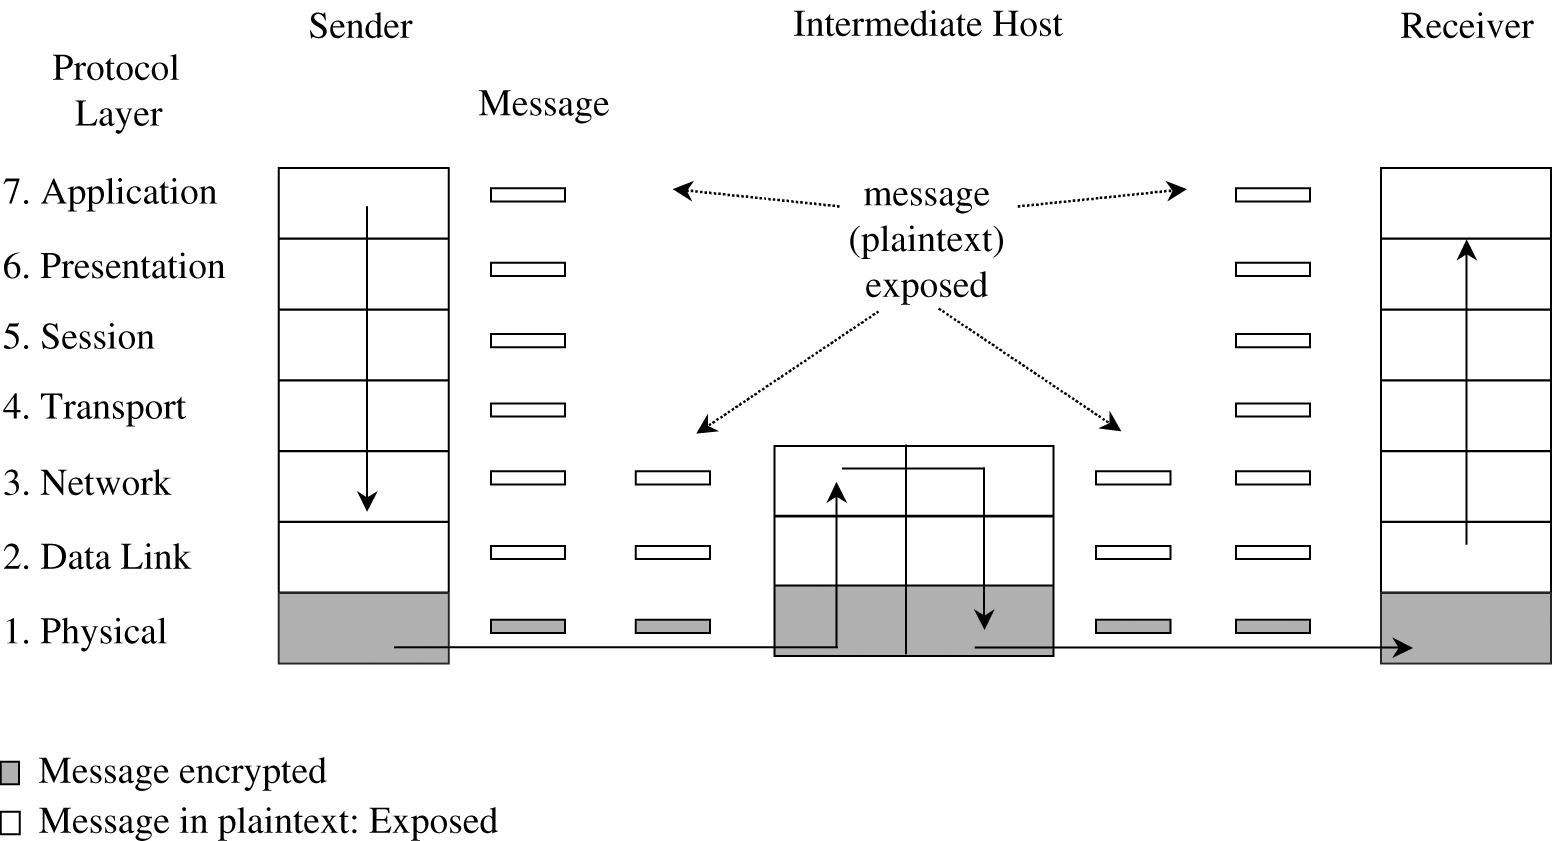 Sender
Intermediate Host
Receiver
Protocol
Layer
Message
7. Application
6. Presentation
5. Session
4. Transport
3. Network
2. Data Link
1. Physical
message
(plaintext)
exposed
Message encrypted
Message in plaintext: Exposed